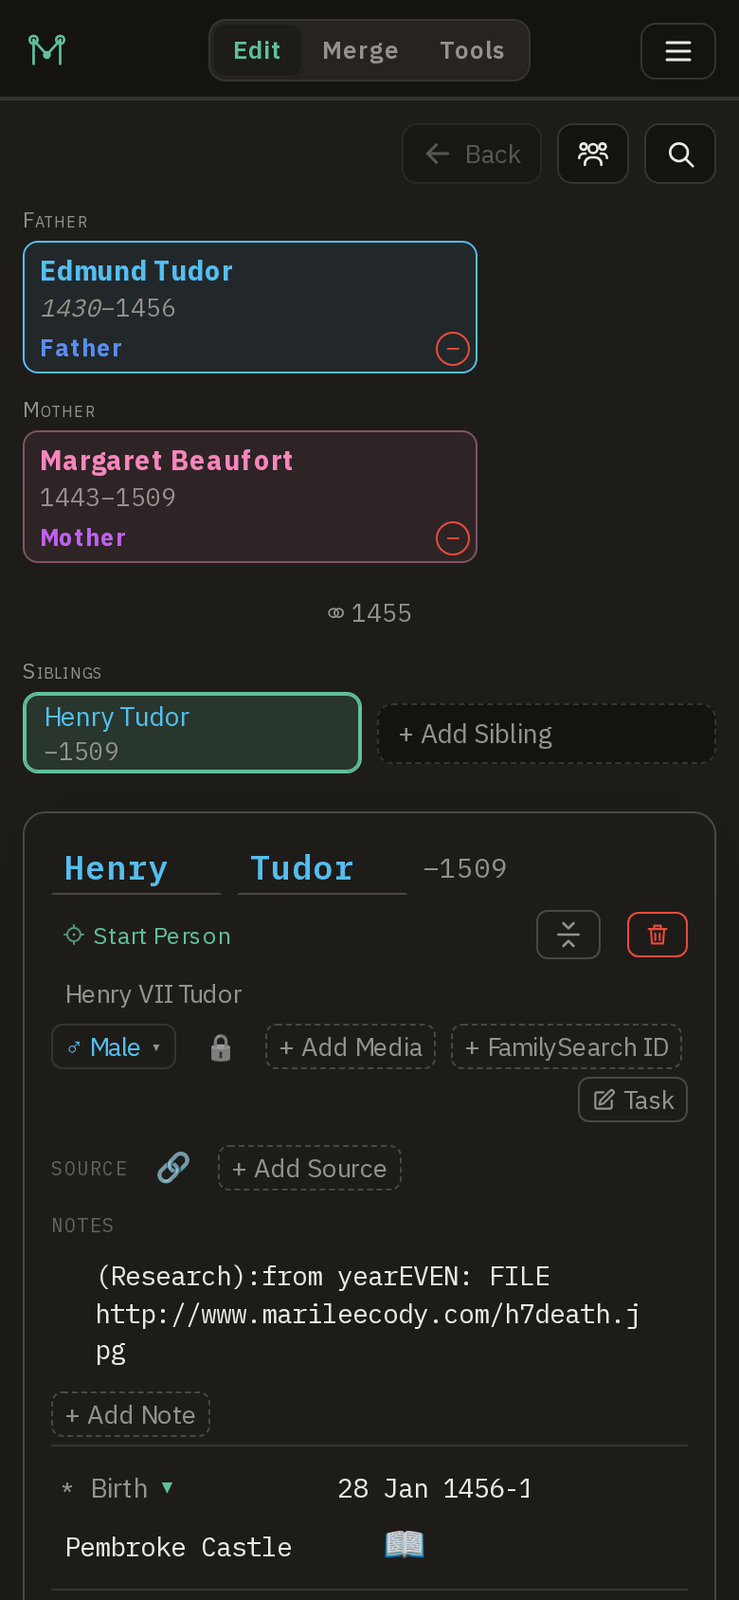 Edit Merge Tools
← Back
Father
Edmund Tudor
1430–1456
Father
Mother
Margaret Beaufort
1443–1509
Mother
⚭ 1455
Siblings
Henry Tudor
–1509
+ Add Sibling
Henry Tudor –1509
Start Person
Henry VII Tudor
♂ Male ▾ + Add Media + FamilySearch ID
Task
SOURCE + Add Source
NOTES
(Research):from yearEVEN: FILE
http://www.marileecody.com/h7death.j
pg
+ Add Note
* Birth ▼ 28 Jan 1456-1
Pembroke Castle